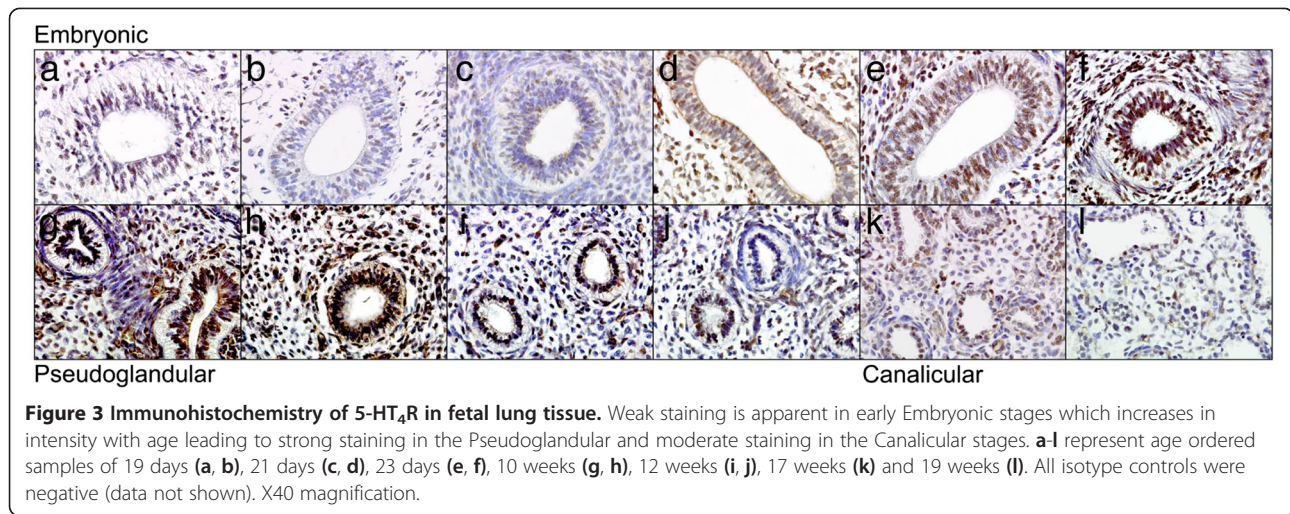 Embryonic
a b c d e f
g h i j k l
Pseudoglandular Canalicular
Figure 3 Immunohistochemistry of 5-HT₄R in fetal lung tissue. Weak staining is apparent in early Embryonic stages which increases in
intensity with age leading to strong staining in the Pseudoglandular and moderate staining in the Canalicular stages. a-l represent age ordered
samples of 19 days (a, b), 21 days (c, d), 23 days (e, f), 10 weeks (g, h), 12 weeks (i, j), 17 weeks (k) and 19 weeks (l). All isotype controls were
negative (data not shown). X40 magnification.